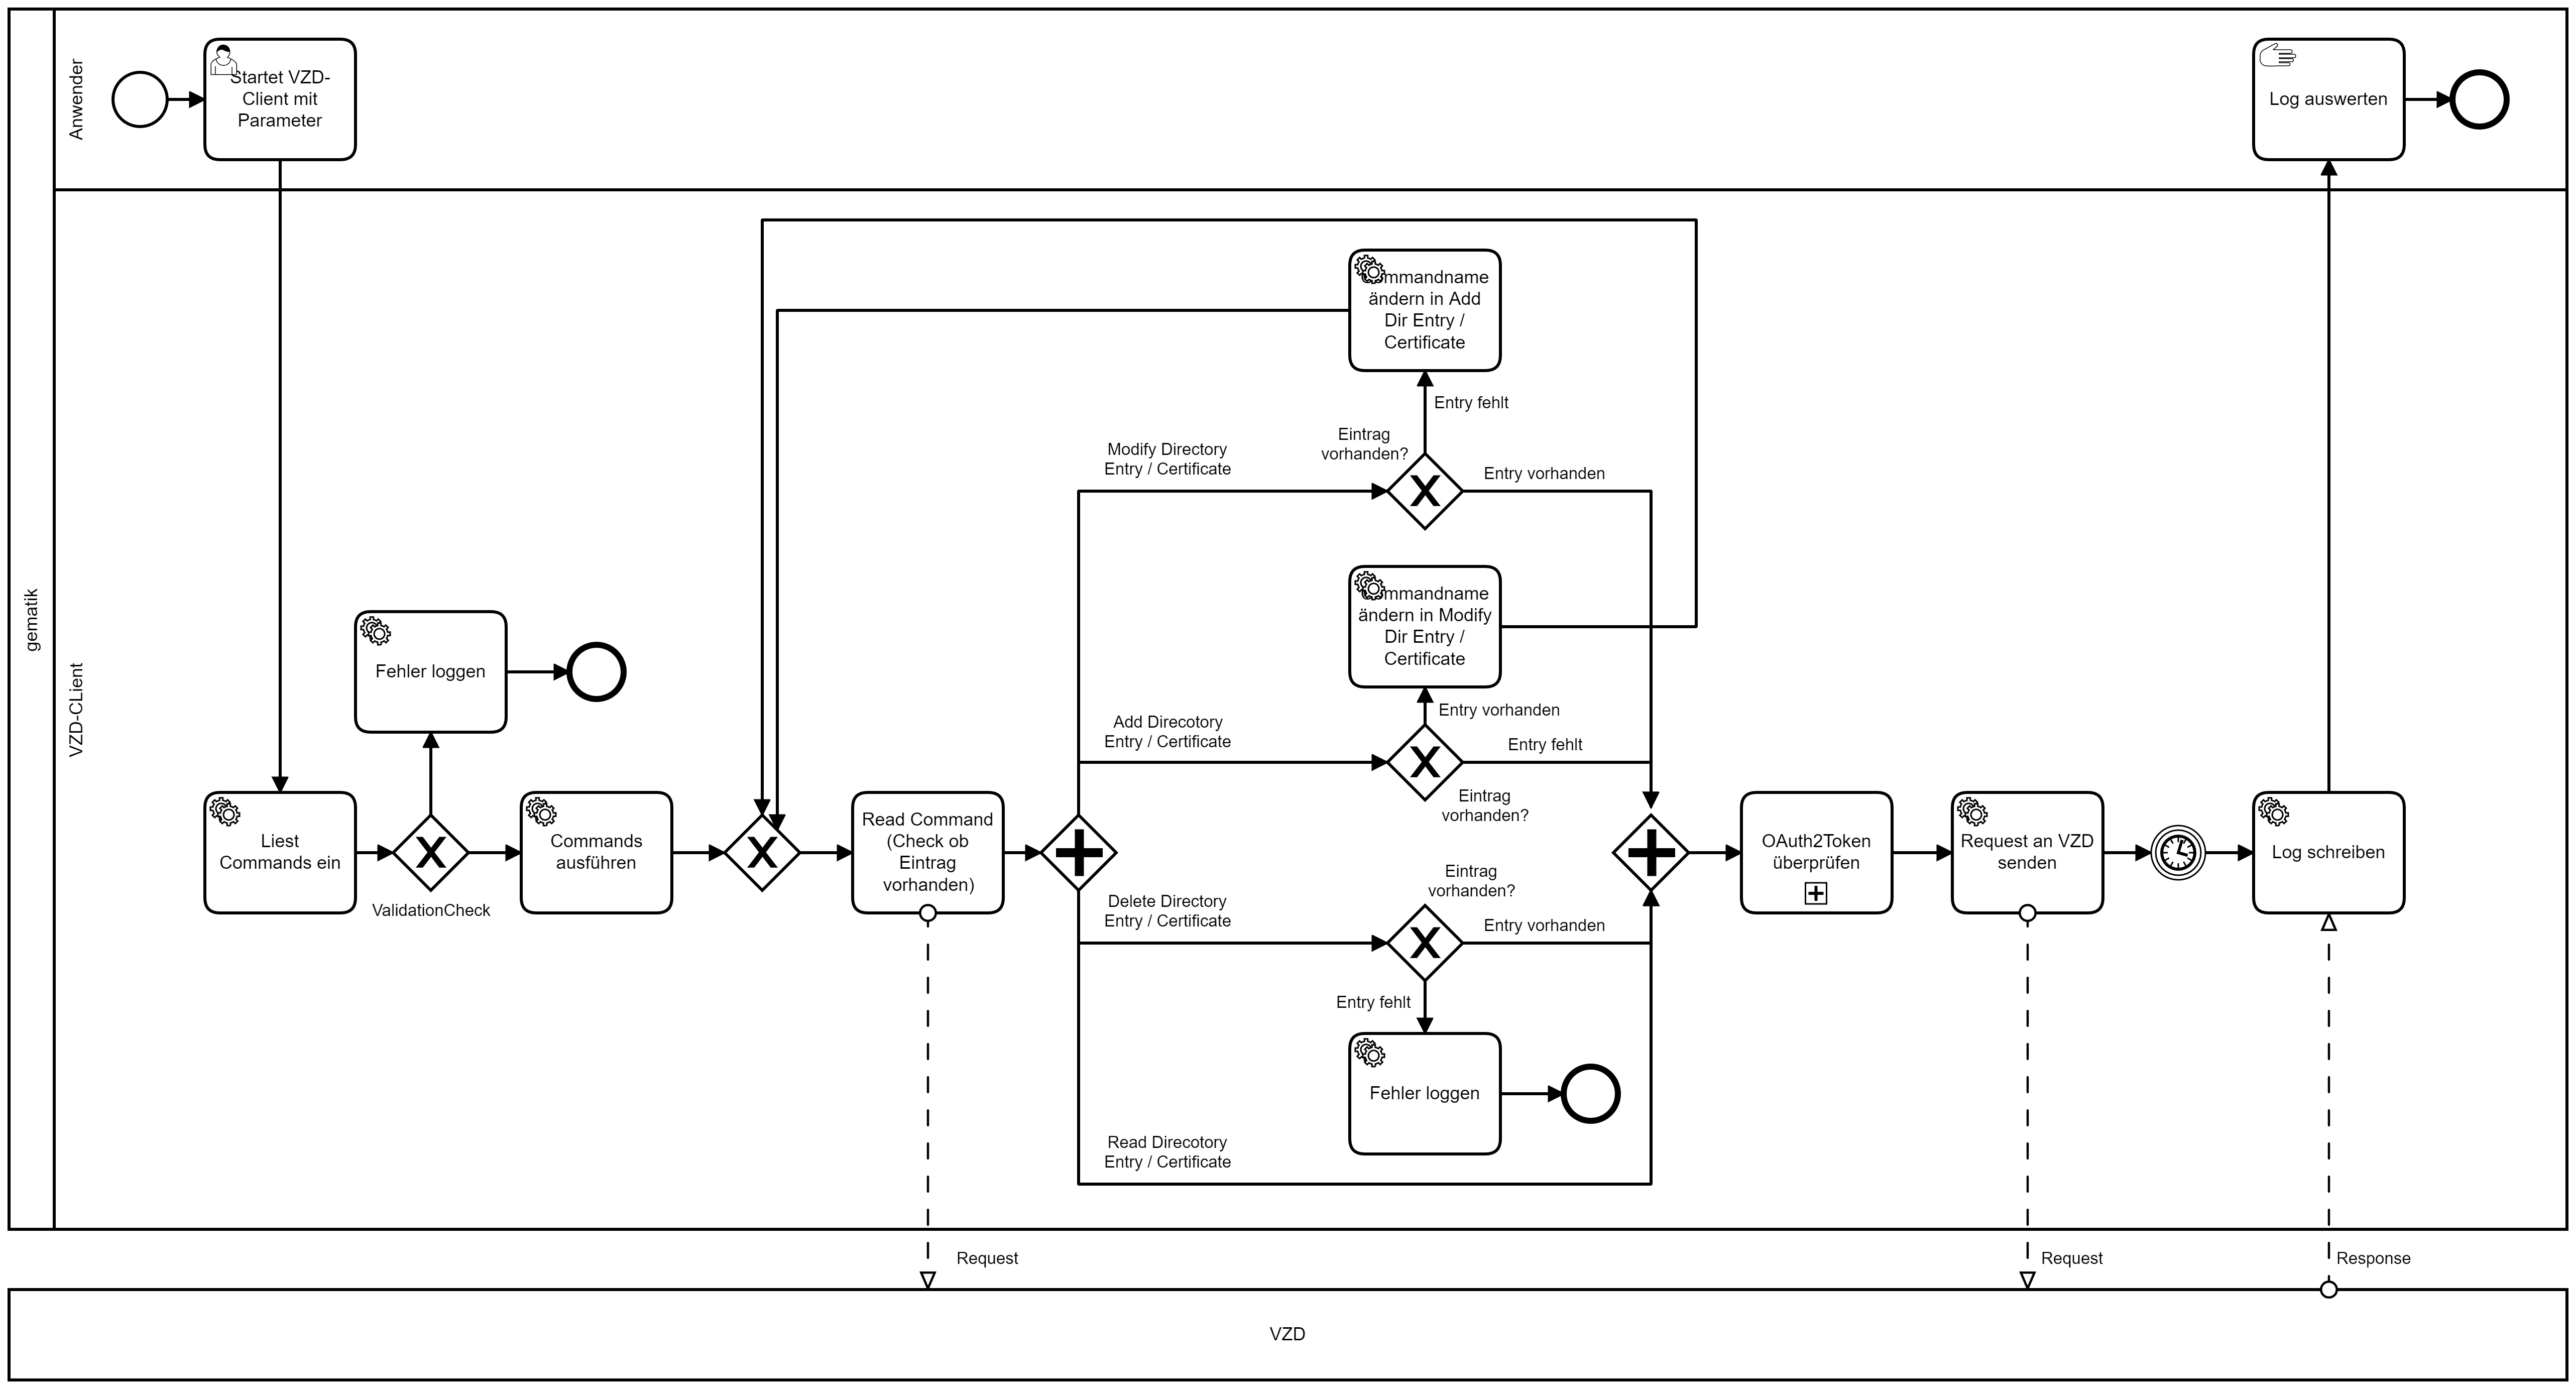 gematik
Anwender
Startet VZD-
Client mit
Parameter
Log auswerten
VZD-CLient
mmandname
ändern in Add
Dir Entry /
Certificate
Entry fehlt
Eintrag
vorhanden?
Modify Directory
Entry / Certificate
Entry vorhanden
mmandname
ändern in Modify
Dir Entry /
Certificate
Fehler loggen
Entry vorhanden
Add Direcotory
Entry / Certificate
Entry fehlt
Eintrag
vorhanden?
Liest
Commands ein
ValidationCheck
Commands
ausführen
Read Command
(Check ob
Eintrag
vorhanden)
OAuth2Token
überprüfen
Request an VZD
senden
Log schreiben
Eintrag
vorhanden?
Delete Directory
Entry / Certificate
Entry vorhanden
Entry fehlt
Fehler loggen
Read Direcotory
Entry / Certificate
Request
Request
Response
VZD